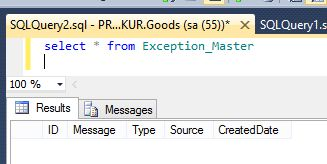 SQLQuery2.sql - PR...KUR.Goods (sa (55))* SQLQuery1.s
select * from Exception_Master
100 %
Results Messages
ID Message Type Source CreatedDate